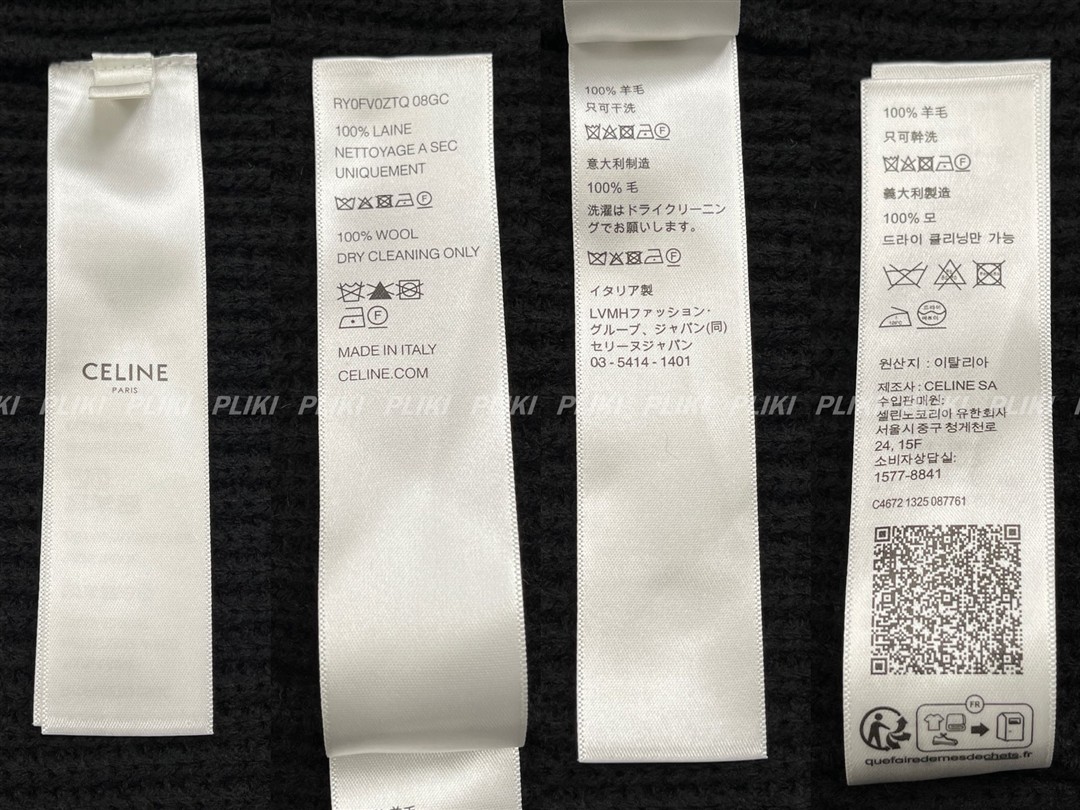 CELINE
PARIS
RY0FV0ZTQ 08GC
100% LAINE
NETTOYAGE A SEC
UNIQUEMENT
100% WOOL
DRY CLEANING ONLY
MADE IN ITALY
CELINE.COM
100% 羊毛
只可干洗
意大利制造
100% 毛
洗濯はドライクリーニン
グでお願いします。
イタリア製
LVMHファッション・
グループ、ジャパン(同)
セリーヌジャパン
03 - 5414 - 1401
100% 羊毛
只可幹洗
義大利製造
100% 모
드라이 클리닝만 가능
원산지 : 이탈리아
제조사 : CELINE SA
수입판매원:
셀린느코리아 유한회사
서울시중구 청계천로
24, 15F
소비자상담실:
1577-8841
C4672 1325 087761
FR
quefairedemesdechets.fr
PLIKI PLIKI PLIKI PLIKI PLIKI PLIKI PLIKI PLIKI PLIKI PLIKI PLIKI